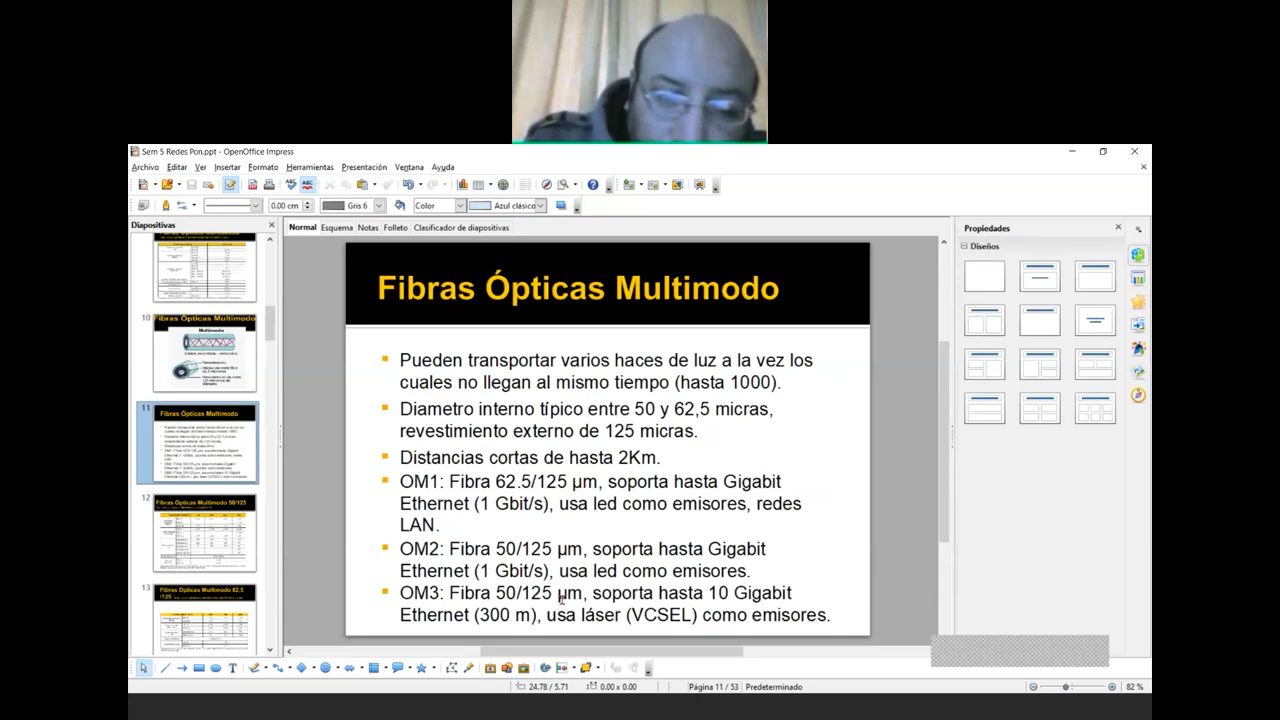 Sem 5 Redes Pon.ppt - OpenOffice Impress
Archivo Editar Ver Insertar Formato Herramientas Presentación Ventana Ayuda
0.00 cm Gris 6 Color Azul clásico
Diapositivas
Normal Esquema Notas Folleto Clasificador de diapositivas
Propiedades
Diseños
10
Fibras Ópticas Multimodo
Multimodo
11
Fibras Ópticas Multimodo
12
Fibras Ópticas Multimodo 50/125
13
Fibras Ópticas Multimodo 62,5
/125
Fibras Ópticas Multimodo
Pueden transportar varios haces de luz a la vez los
cuales no llegan al mismo tiempo (hasta 1000).
Diametro interno típico entre 50 y 62,5 micras,
revestimiento externo de 125 micras.
Distancias cortas de hasta 2Km.
OM1: Fibra 62.5/125 µm, soporta hasta Gigabit
Ethernet (1 Gbit/s), usa led como emisores, redes
LAN.
OM2: Fibra 50/125 µm, soporta hasta Gigabit
Ethernet (1 Gbit/s), usa led como emisores.
OM3: Fibra 50/125 µm, soporta hasta 10 Gigabit
Ethernet (300 m), usa láser (VCSEL) como emisores.
24.78 / 5.71 0.00 x 0.00 Página 11 / 53 Predeterminado 82 %